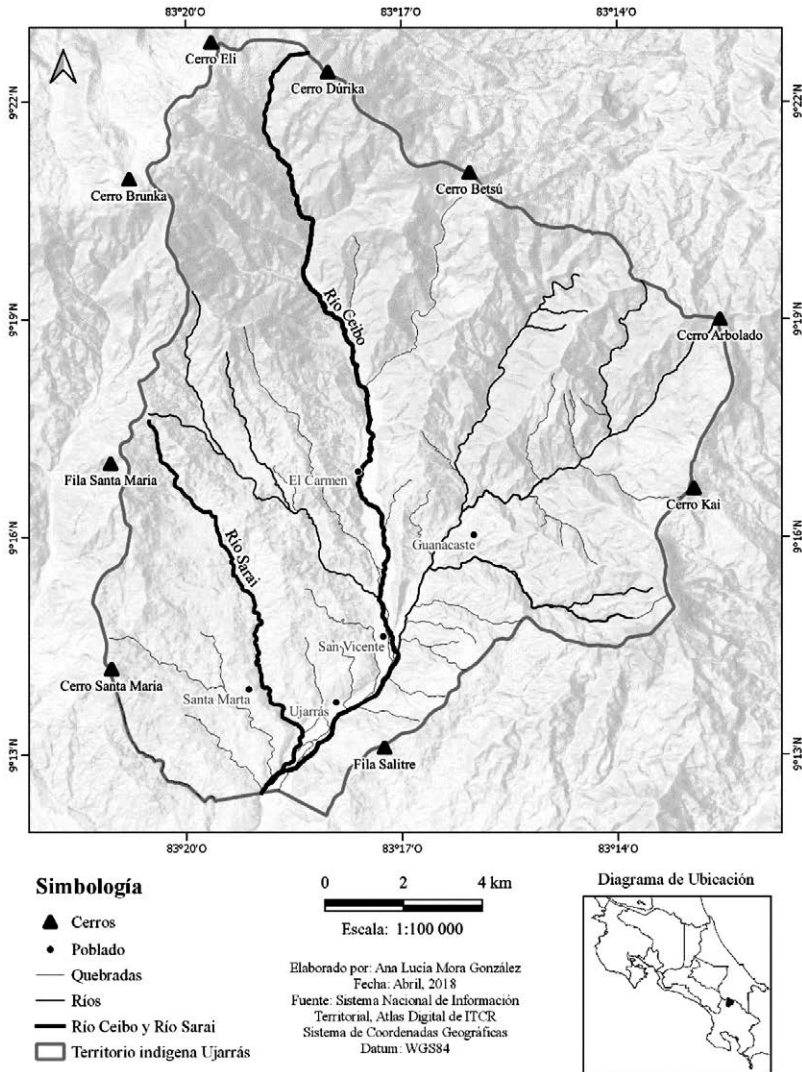 83°20'O
83°17'O
83°14'O
Cerro Eli
Cerro Dúrika
9°22'N
9°22'N
Cerro Brunka
Cerro Betsú
Río Ceibo
9°19'N
9°19'N
Cerro Arbolado
Fila Santa Maria
El Carmen
Cerro Kai
Guanacaste
9°16'N
9°16'N
Río Sarai
San Vicente
Cerro Santa Maria
Santa Marta
Ujarrás
9°13'N
9°13'N
Fila Salitre
83°20'O
83°17'O
83°14'O
Simbología
Cerros
Poblado
Quebradas
Ríos
Río Ceibo y Río Sarai
Territorio indígena Ujarrás
0 2 4 km
Escala: 1:100 000
Elaborado por: Ana Lucía Mora González
Fecha: Abril, 2018
Fuente: Sistema Nacional de Información
Territorial, Atlas Digital de ITCR
Sistema de Coordenadas Geográficas
Datum: WGS84
Diagrama de Ubicación